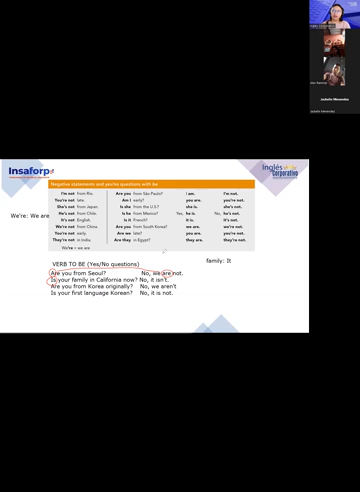 Insaforp
Inglés
Corporativo
Negative statements and yes/no questions with be
I'm not from Rio. Are you from São Paulo? I am. I'm not.
You're not late. Am I early? you are. you're not.
She's not from Japan. Is she from the U.S.? she is. she's not.
He's not from Chile. Is he from Mexico? Yes, he is. No, he's not.
It's not English. Is it French? it is. it's not.
We're not from China. Are you from South Korea? we are. we're not.
You're not early. Are we late? you are. you're not.
They're not in India. Are they in Egypt? they are. they're not.
We're = we are
We're: We are
family: It
VERB TO BE (Yes/No questions)
Are you from Seoul? No, we are not.
Is your family in California now? No, it isn't.
Are you from Korea originally? No, we aren't
Is your first language Korean? No, it is not.